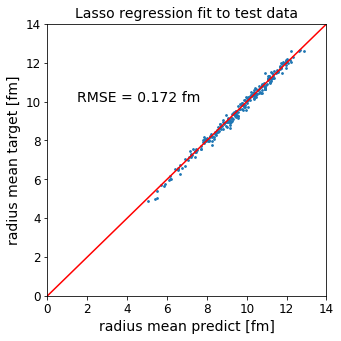 Lasso regression fit to test data
14
12
10
8
6
4
2
0
RMSE = 0.172 fm
radius mean target [fm]
0 2 4 6 8 10 12 14
radius mean predict [fm]